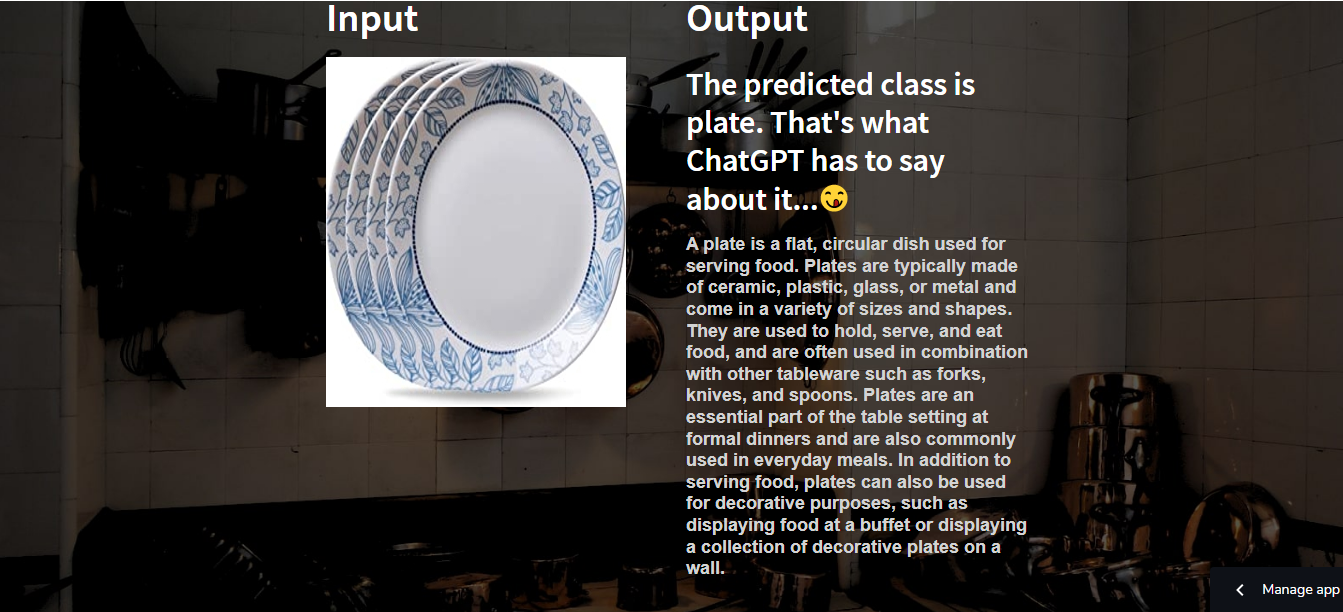 Input
Output
The predicted class is
plate. That's what
ChatGPT has to say
about it...😋
A plate is a flat, circular dish used for
serving food. Plates are typically made
of ceramic, plastic, glass, or metal and
come in a variety of sizes and shapes.
They are used to hold, serve, and eat
food, and are often used in combination
with other tableware such as forks,
knives, and spoons. Plates are an
essential part of the table setting at
formal dinners and are also commonly
used in everyday meals. In addition to
serving food, plates can also be used
for decorative purposes, such as
displaying food at a buffet or displaying
a collection of decorative plates on a
wall.
Manage app